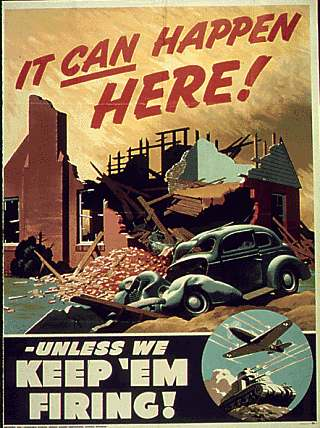 IT CAN HAPPEN
HERE!
-UNLESS WE
KEEP 'EM
FIRING!